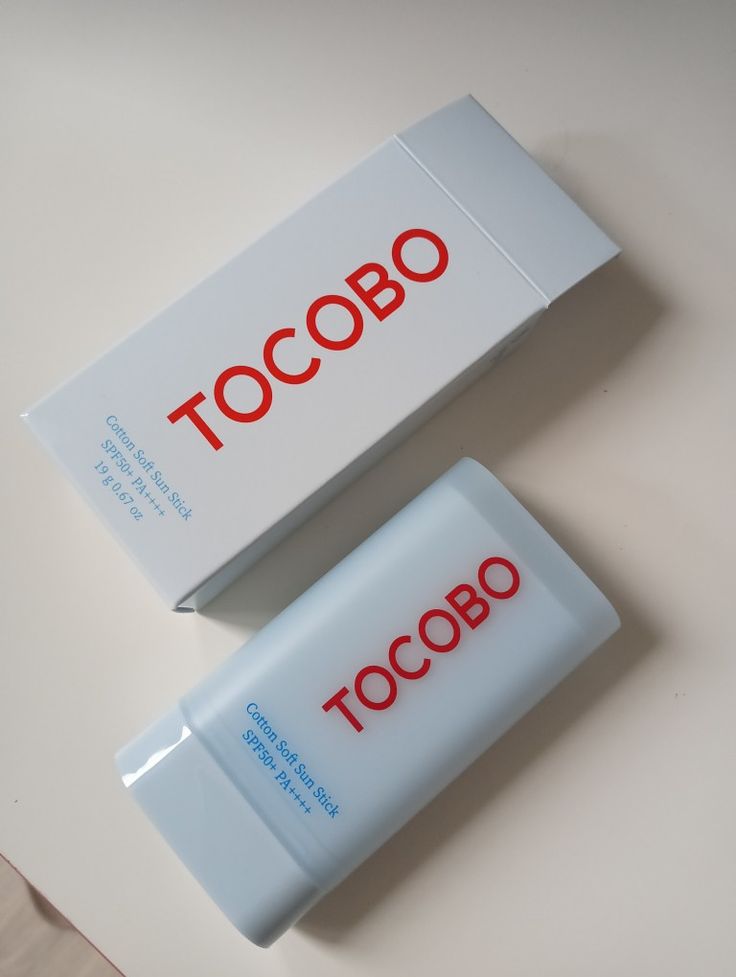 TOCOBO
Cotton Soft Sun Stick
SPF50+ PA++++
19 g 0.67 oz
TOCOBO
Cotton Soft Sun Stick
SPF50+ PA++++